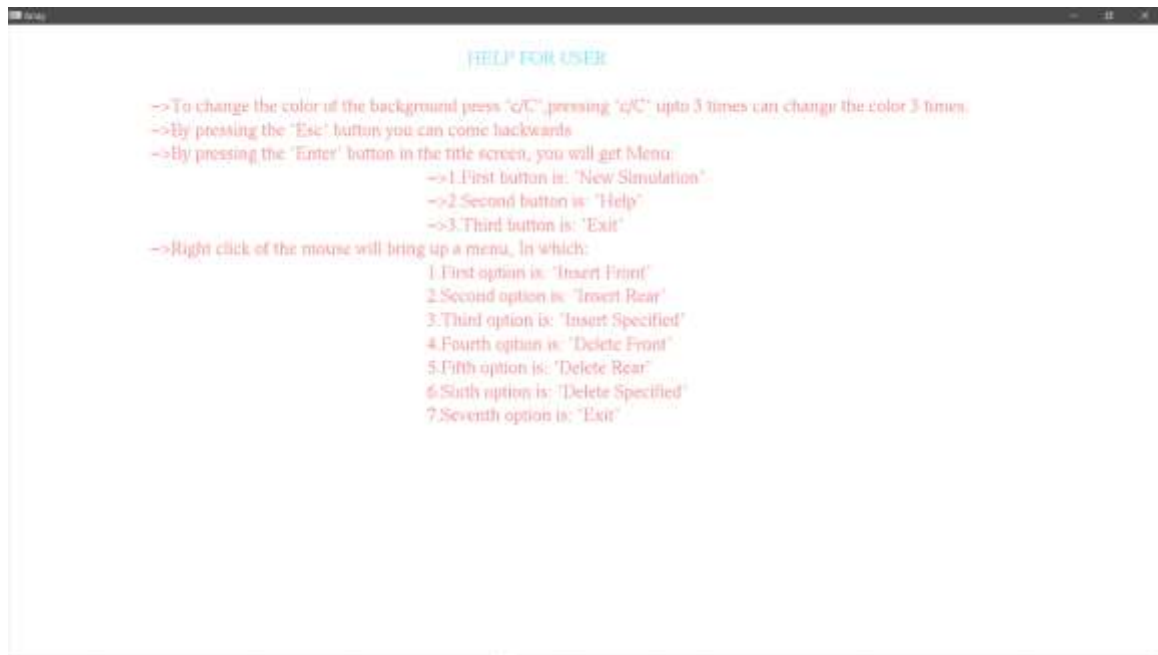 Array
HELP FOR USER
->To change the color of the background press "c/C",pressing "c/C" upto 3 times can change the color 3 times.
->By pressing the "Esc" button you can come backwards
->By pressing the "Enter" button in the title screen, you will get Menu:
->1.First button is: "New Simulation"
->2.Second button is "Help"
->3.Third button is: "Exit"
->Right click of the mouse will bring up a menu, In which:
1.First option is: "Insert Front"
2.Second option is: "Insert Rear"
3.Third option is: "Insert Specified"
4.Fourth option is: "Delete Front"
5.Fifth option is: "Delete Rear"
6.Sixth option is: "Delete Specified"
7.Seventh option is: "Exit"